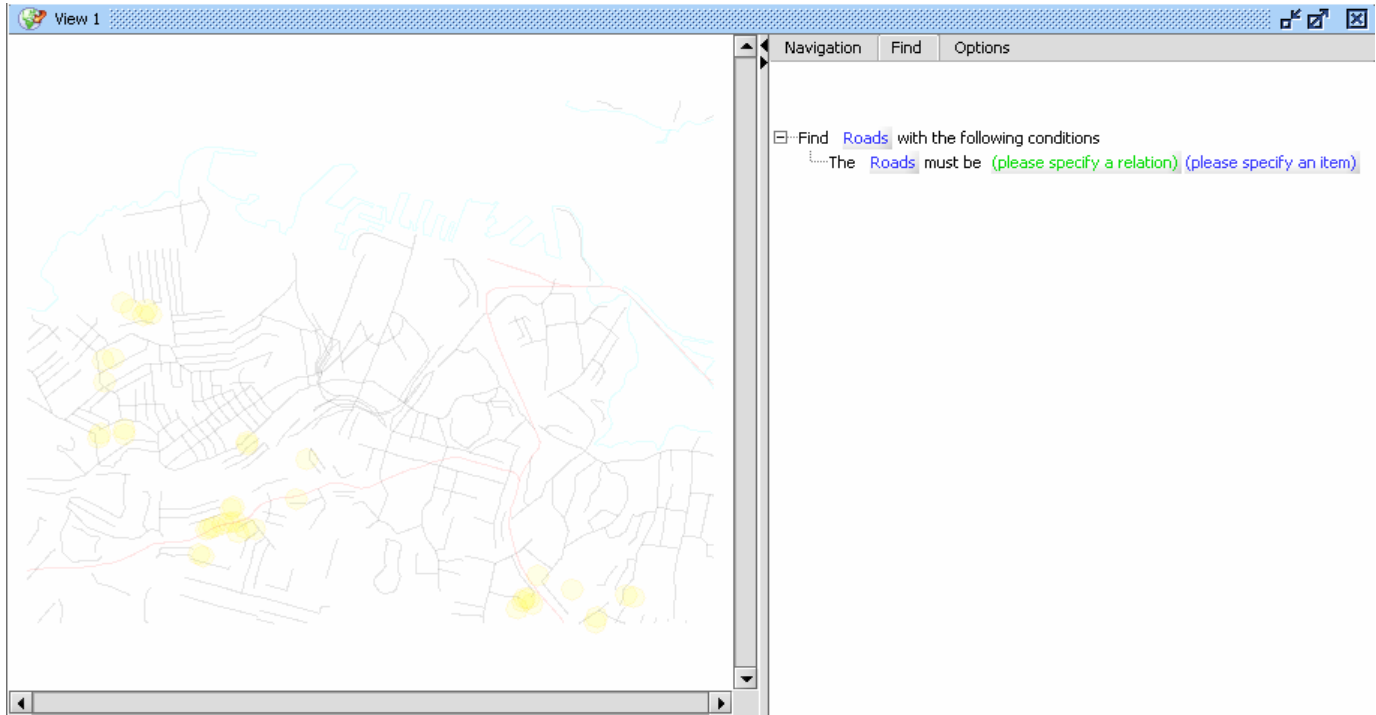 View 1
Navigation Find Options
Find Roads with the following conditions
The Roads must be (please specify a relation) (please specify an item)